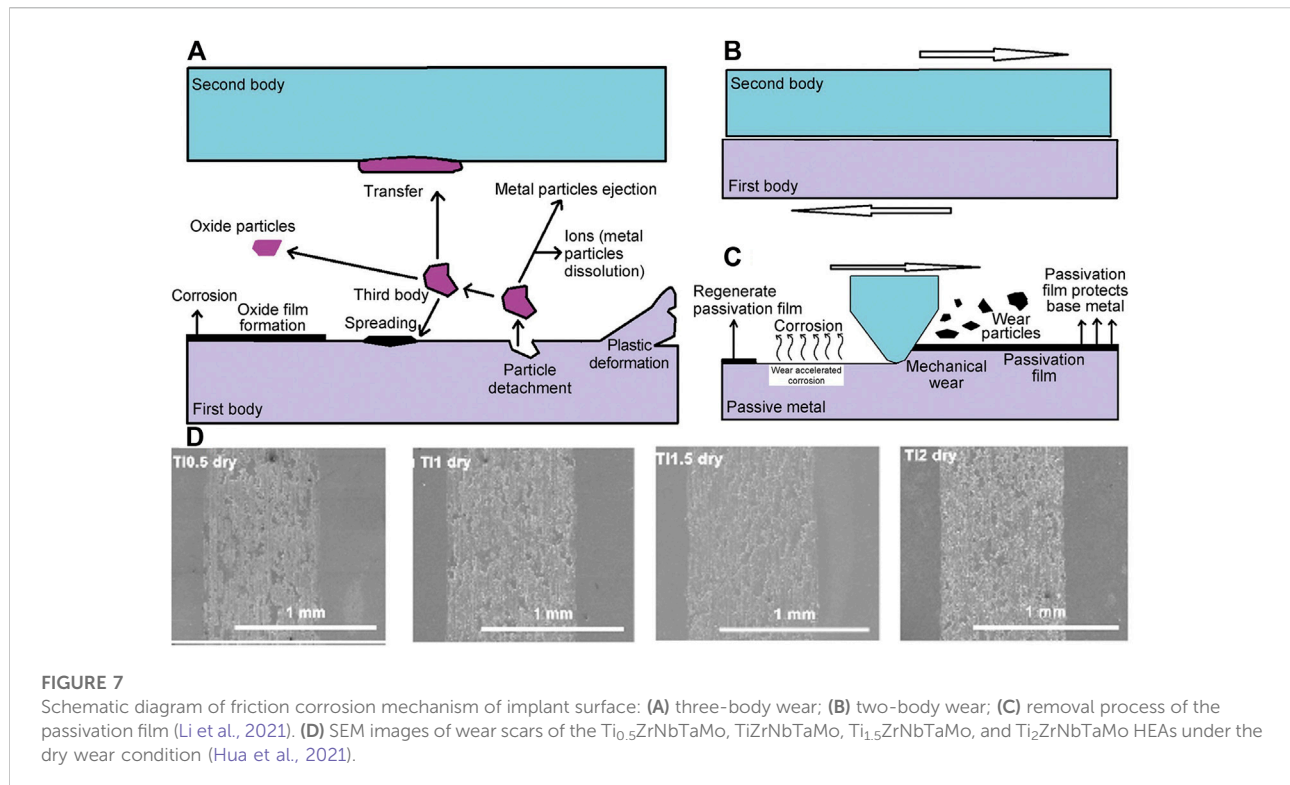 A
Second body
Transfer
Metal particles ejection
Oxide particles
Ions (metal
particles
dissolution)
Third body
Corrosion
Oxide film
formation
Spreading
Particle
detachment
Plastic
deformation
First body
B
Second body
First body
C
Regenerate
passivation film
Corrosion
Wear accelerated
corrosion
Passivation
film protects
base metal
Wear
particles
Mechanical
wear
Passivation
film
Passive metal
D
TI0.5 dry
1 mm
TI1 dry
1 mm
TI1.5 dry
1 mm
TI2 dry
1 mm
FIGURE 7
Schematic diagram of friction corrosion mechanism of implant surface: (A) three-body wear; (B) two-body wear; (C) removal process of the
passivation film (Li et al., 2021). (D) SEM images of wear scars of the Ti0.5ZrNbTaMo, TiZrNbTaMo, Ti1.5ZrNbTaMo, and Ti2ZrNbTaMo HEAs under the
dry wear condition (Hua et al., 2021).